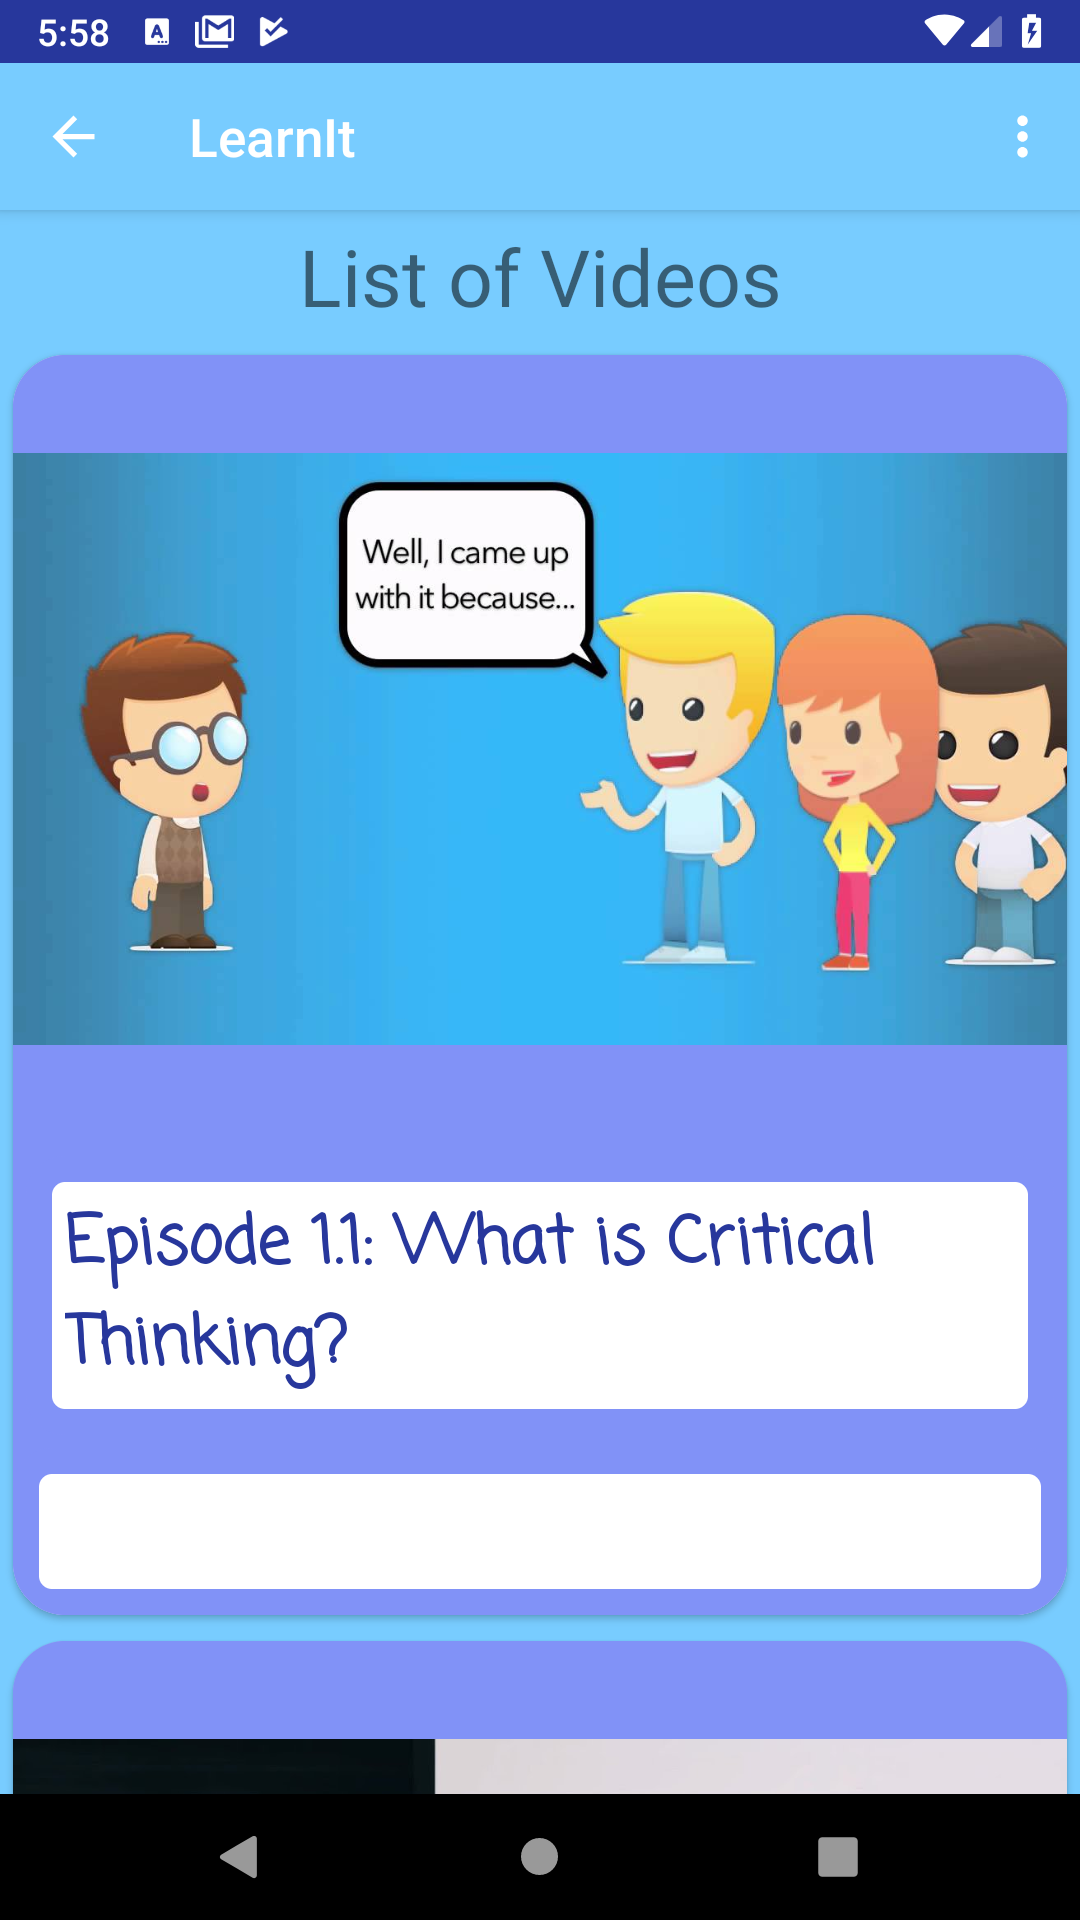 5:58
LearnIt
List of Videos
Well, I came up
with it because...
Episode 1.1: What is Critical
Thinking?